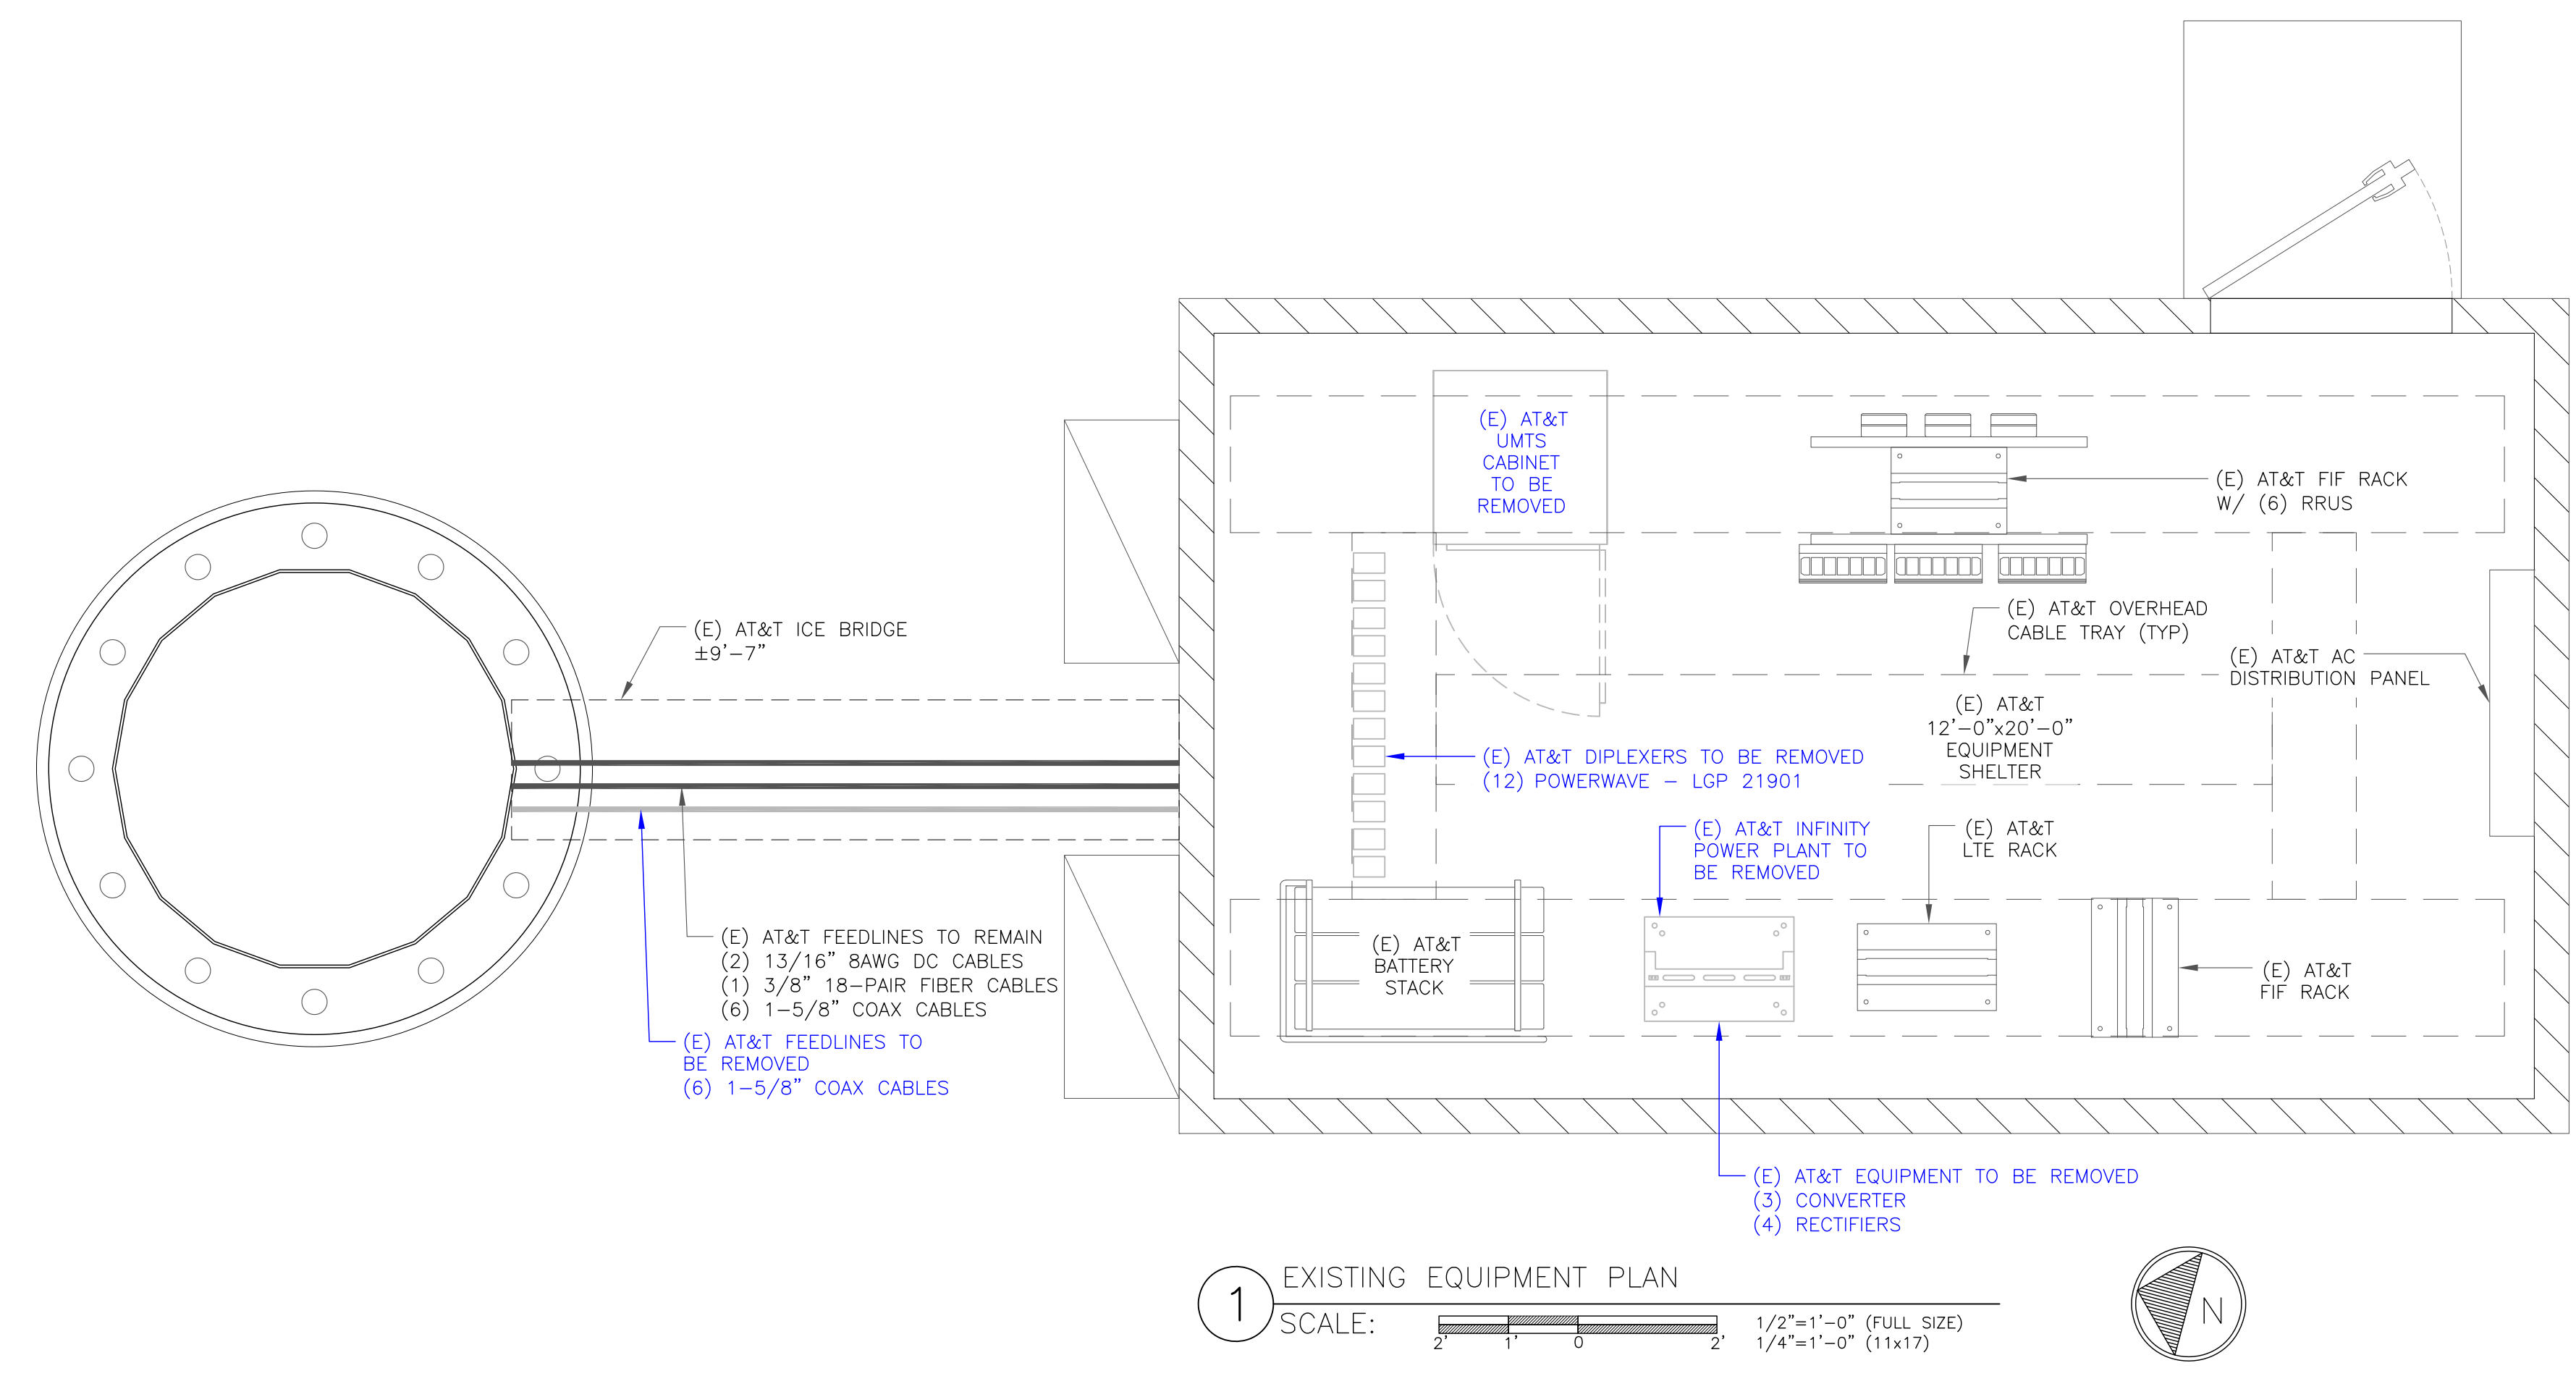 (E) AT&T
UMTS
CABINET
TO BE
REMOVED
(E) AT&T FIF RACK
W/ (6) RRUS
(E) AT&T OVERHEAD
CABLE TRAY (TYP)
(E) AT&T ICE BRIDGE
±9'-7"
(E) AT&T AC
DISTRIBUTION PANEL
(E) AT&T
12'-0"x20'-0"
EQUIPMENT
SHELTER
(E) AT&T DIPLEXERS TO BE REMOVED
(12) POWERWAVE - LGP 21901
(E) AT&T INFINITY
POWER PLANT TO
BE REMOVED
(E) AT&T
LTE RACK
(E) AT&T FEEDLINES TO REMAIN
(2) 13/16" 8AWG DC CABLES
(1) 3/8" 18-PAIR FIBER CABLES
(6) 1-5/8" COAX CABLES
(E) AT&T
BATTERY
STACK
(E) AT&T
FIF RACK
(E) AT&T FEEDLINES TO
BE REMOVED
(6) 1-5/8" COAX CABLES
(E) AT&T EQUIPMENT TO BE REMOVED
(3) CONVERTER
(4) RECTIFIERS
1
EXISTING EQUIPMENT PLAN
SCALE:
2' 1' 0 2'
1/2"=1'-0" (FULL SIZE)
1/4"=1'-0" (11x17)
N